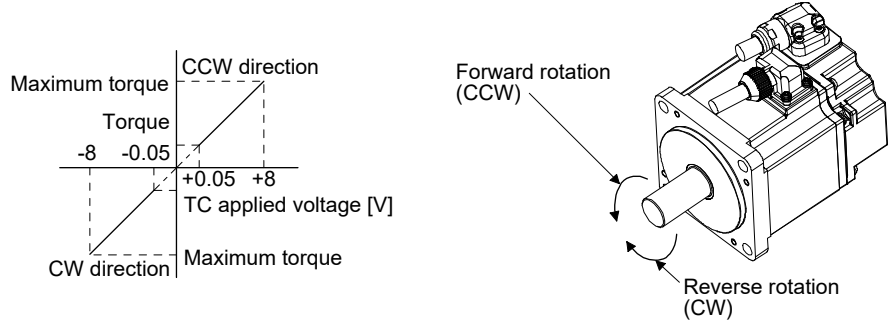 CCW direction
Maximum torque
Torque
-8
-0.05
+0.05
+8
TC applied voltage [V]
CW direction
Maximum torque
Forward rotation
(CCW)
Reverse rotation
(CW)